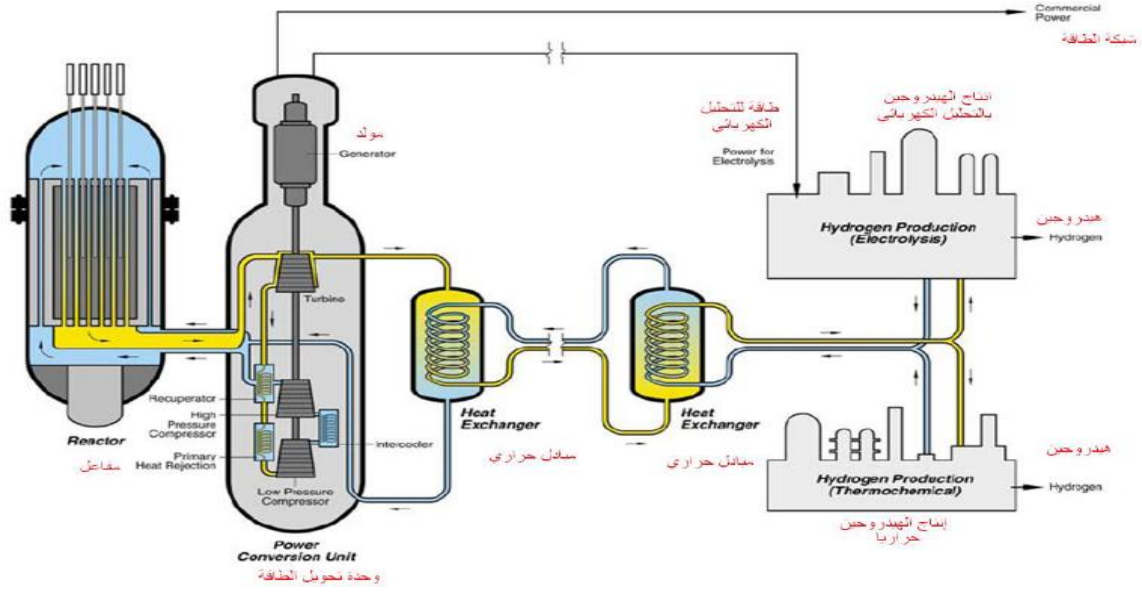 Commercial
Power
شبكة الطاقة
انتاج الهيدروجين
بالتحليل الكهربائي
طاقة للتحليل
الكهربائي
Power for
Electrolysis
مولد
Generator
Hydrogen Production
(Electrolysis)
هيدروجين
Hydrogen
Turbine
Recuperator
High
Pressure
Compressor
Intercooler
Primary
Heat Rejection
Low Pressure
Compressor
Reactor
مفاعل
Heat
Exchanger
مبادل حراري
Heat
Exchanger
مبادل حراري
هيدروجين
Hydrogen Production
(Thermochemical)
Hydrogen
إنتاج الهيدروجين
حراريا
Power
Conversion Unit
وحدة تحويل الطاقة